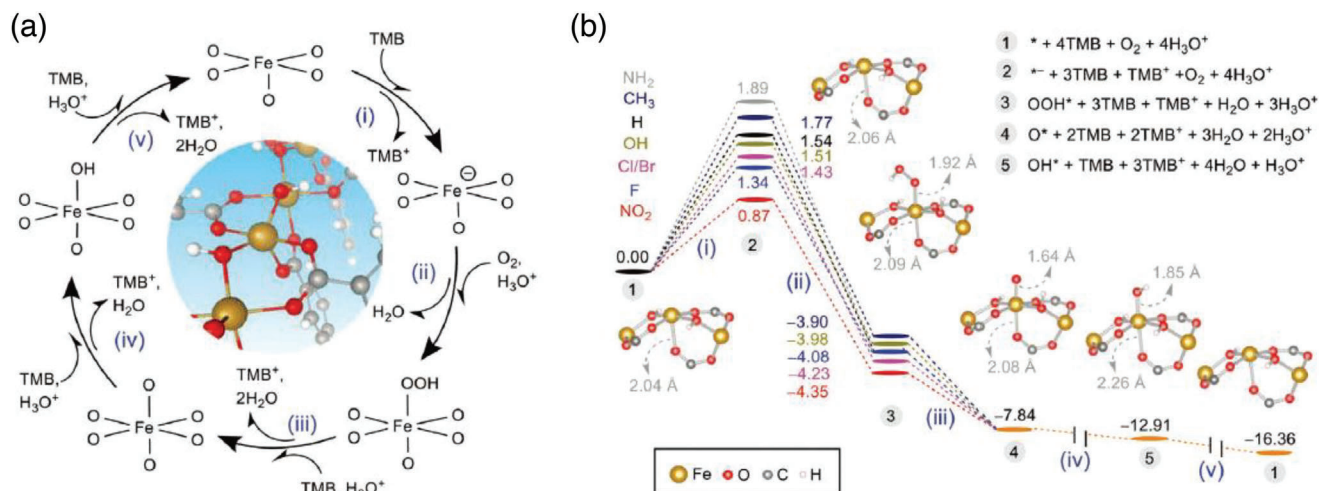 (a)
TMB
(i)
TMB+
Fe
O
O
O
O
O
TMB,
H3O+
(v)
TMB+,
2H2O
OH
Fe
O
O
O
O
O
Fe
⊖
O
O
O
O
O
(ii)
O2,
H3O+
H2O
TMB+,
H2O
(iv)
TMB,
H3O+
O
Fe
O
O
O
O
O
TMB+,
2H2O
(iii)
TMB, H3O+
OOH
Fe
O
O
O
O
O
(b)
NH2
CH3
H
OH
Cl/Br
F
NO2
1.89
1.77
1.54
1.51
1.43
1.34
0.87
2
0.00
1
(i)
(ii)
2.06 Å
1.92 Å
2.09 Å
2.04 Å
−3.90
−3.98
−4.08
−4.23
−4.35
3
(iii)
1.64 Å
2.08 Å
1.85 Å
2.26 Å
−7.84
4
(iv)
−12.91
5
(v)
−16.36
1
1 * + 4TMB + O2 + 4H3O+
2 *− + 3TMB + TMB+ +O2 + 4H3O+
3 OOH* + 3TMB + TMB+ + H2O + 3H3O+
4 O* + 2TMB + 2TMB+ + 3H2O + 2H3O+
5 OH* + TMB + 3TMB+ + 4H2O + H3O+
Fe O C H